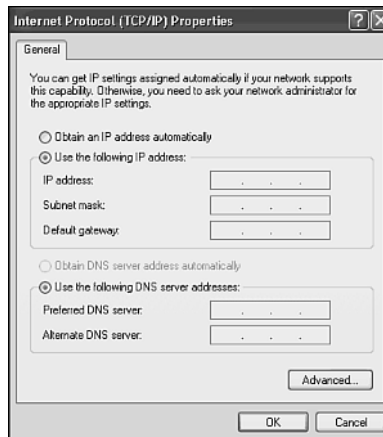 Internet Protocol (TCP/IP) Properties
General
You can get IP settings assigned automatically if your network supports
this capability. Otherwise, you need to ask your network administrator for
the appropriate IP settings.
Obtain an IP address automatically
Use the following IP address:
IP address:
Subnet mask:
Default gateway:
Obtain DNS server address automatically
Use the following DNS server addresses:
Preferred DNS server:
Alternate DNS server:
Advanced...
OK Cancel